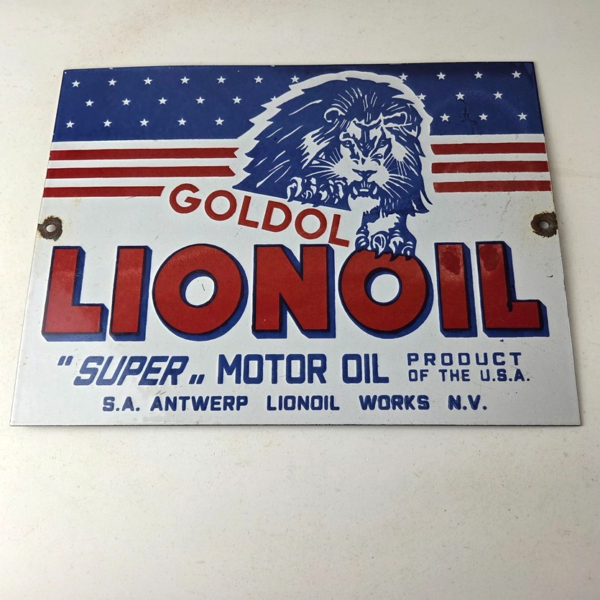 GOLDOL
LIONOIL
"SUPER„ MOTOR OIL PRODUCT OF THE U.S.A.
S.A. ANTWERP LIONOIL WORKS N.V.